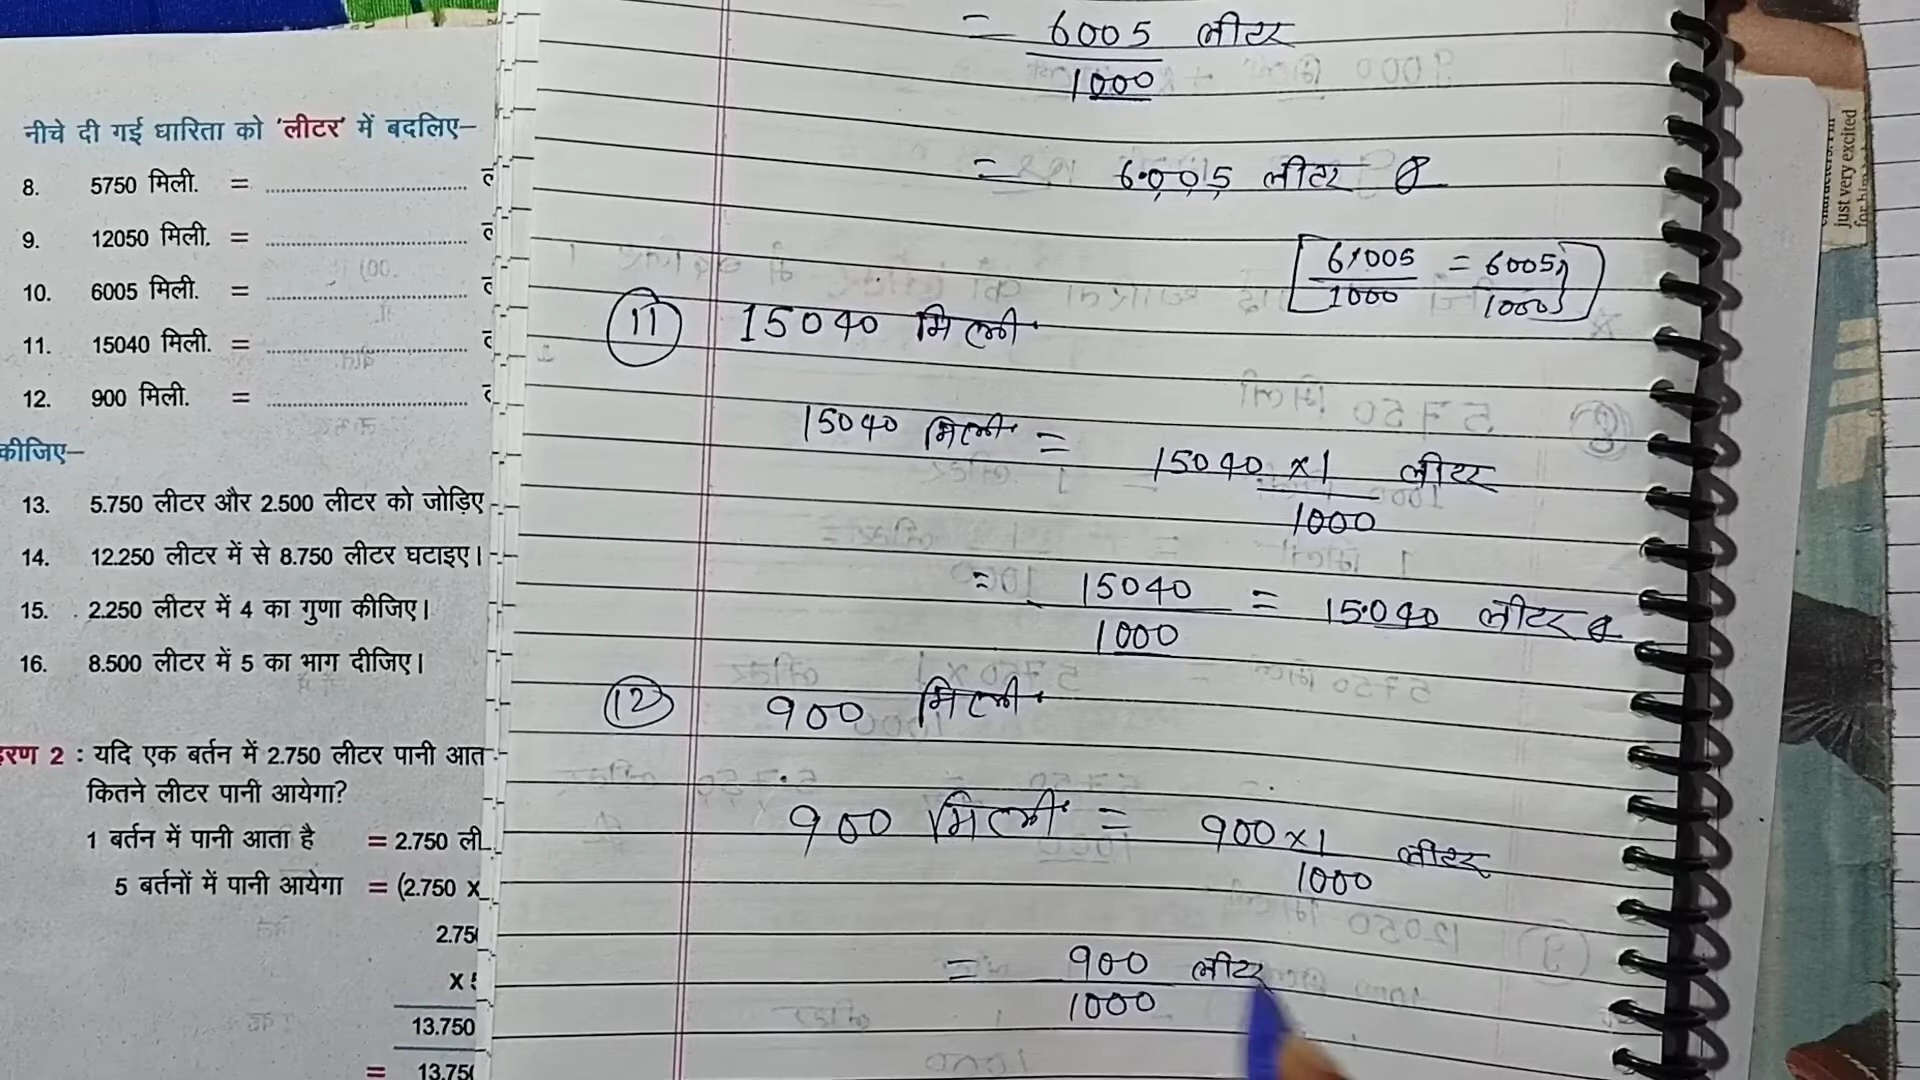 नीचे दी गई धारिता को 'लीटर' में बदलिए–
8. 5750 मिली. = ....................
9. 12050 मिली. = ....................
10. 6005 मिली. = ....................
11. 15040 मिली. = ....................
12. 900 मिली. = ....................
कीजिए–
13. 5.750 लीटर और 2.500 लीटर को जोड़िए
14. 12.250 लीटर में से 8.750 लीटर घटाइए।
15. 2.250 लीटर में 4 का गुणा कीजिए।
16. 8.500 लीटर में 5 का भाग दीजिए।
2 : यदि एक बर्तन में 2.750 लीटर पानी
कितने लीटर पानी आयेगा?
1 बर्तन में पानी आता है = 2.750 ली
5 बर्तनों में पानी आयेगा = (2.750 x
2.75
x
13.750
= 13.75
= 6005 लीटर
1000
= 6.005 लीटर
[6×005 = 6005]
1000 1000
11 15040 मिली.
15040 मिली. = 15040 ×1 लीटर
1000
= 15040 = 15.040 लीटर
1000
12 900 मिली.
900 मिली. = 900×1 लीटर
1000
= 900 लीटर
1000
just very excited